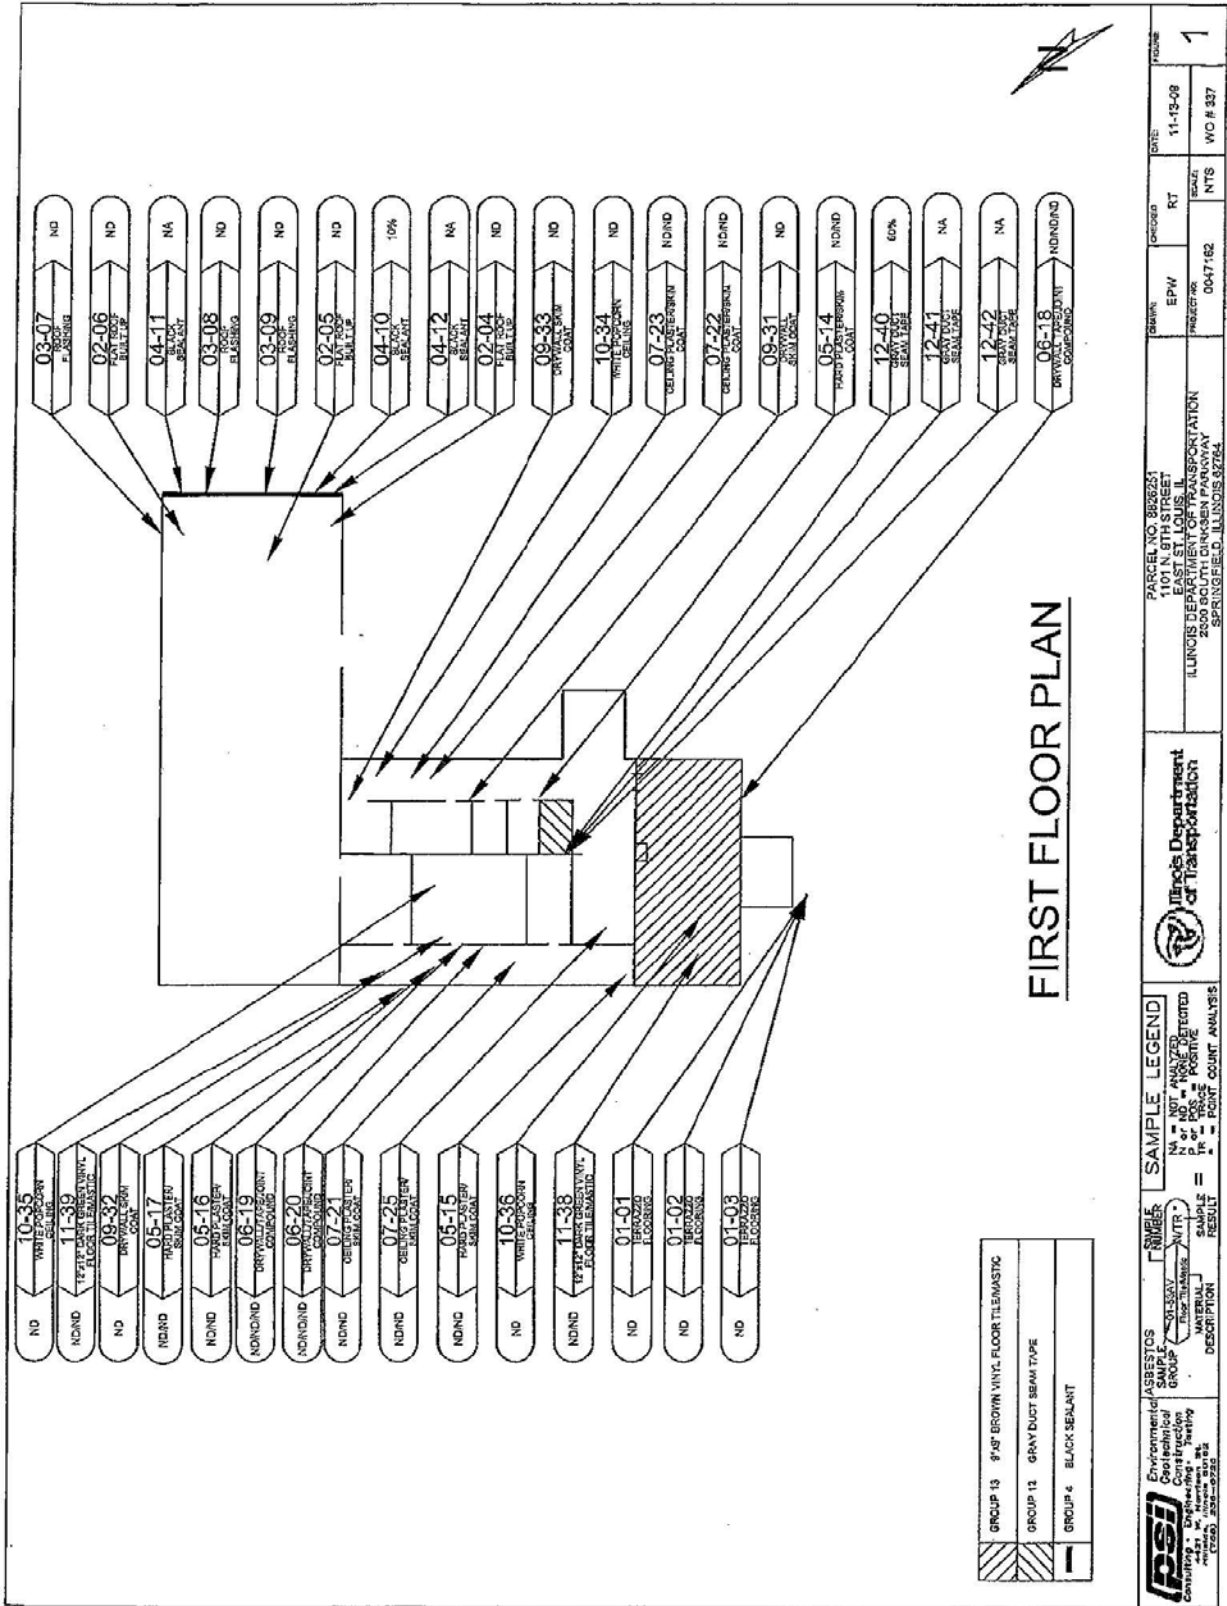 03-07
ROOF
FLASHING
ND
02-06
FLAT ROOF
BUILT UP
ND
04-11
BLACK
SEALANT
NA
03-08
ROOF
FLASHING
ND
03-09
ROOF
FLASHING
ND
02-05
FLAT ROOF
BUILT UP
ND
04-10
BLACK
SEALANT
10%
04-12
BLACK
SEALANT
NA
02-04
FLAT ROOF
BUILT UP
ND
09-33
DRYWALL SKIM
COAT
ND
10-34
WHITE POPCORN
CEILING
ND
07-23
CEILING PLASTER/SKIM
COAT
ND/ND
07-22
CEILING PLASTER/SKIM
COAT
ND/ND
09-31
DRYWALL
SKIM COAT
ND
05-14
HARD PLASTER/SKIM
COAT
ND/ND
12-40
GRAY DUCT
SEAM TAPE
60%
12-41
GRAY DUCT
SEAM TAPE
NA
12-42
GRAY DUCT
SEAM TAPE
NA
06-18
DRYWALL TAPE/JOINT
COMPOUND
ND/ND/ND
10-35
WHITE POPCORN
CEILING
ND
11-39
12"x12" DARK GREEN VINYL
FLOOR TILE/MASTIC
ND/ND
09-32
DRYWALL SKIM
COAT
ND
05-17
HARD PLASTER/
SKIM COAT
ND/ND
05-16
HARD PLASTER/
SKIM COAT
ND/ND
06-19
DRYWALL/TAPE/JOINT
COMPOUND
ND/ND/ND
06-20
DRYWALL/TAPE/JOINT
COMPOUND
ND/ND/ND
07-21
CEILING PLASTER/
SKIM COAT
ND/ND
07-25
CEILING PLASTER/
SKIM COAT
ND/ND
05-15
HARD PLASTER/
SKIM COAT
ND/ND
10-36
WHITE POPCORN
CEILING
ND
11-38
12"x12" DARK GREEN VINYL
FLOOR TILE/MASTIC
ND/ND
01-01
TERRAZZO
FLOORING
ND
01-02
TERRAZZO
FLOORING
ND
01-03
TERRAZZO
FLOORING
ND
N
FIRST FLOOR PLAN
GROUP 13 9"x9" BROWN VINYL FLOOR TILE/MASTIC
GROUP 12 GRAY DUCT SEAM TAPE
GROUP 4 BLACK SEALANT
psi
Environmental
Geotechnical
Construction
Consulting • Engineering • Testing
ASBESTOS
SAMPLE
GROUP
SAMPLE
NUMBER
SAMPLE LEGEND
Floor Tile/Mastic
MATERIAL
DESCRIPTION
SAMPLE
RESULT
=
NA = NOT ANALYZED
N or ND = NONE DETECTED
P or POS = POSITIVE
TR = TRACE
* = POINT COUNT ANALYSIS
Illinois Department
of Transportation
PARCEL NO. 8826251
1101 N. 8TH STREET
EAST ST. LOUIS, IL
ILLINOIS DEPARTMENT OF TRANSPORTATION
2300 SOUTH DIRKSEN PARKWAY
SPRINGFIELD, ILLINOIS 62764
DRAWN:
EPW
CHECKED:
RT
DATE:
11-13-08
FIGURE:
1
PROJECT NO:
0047162
SCALE:
NTS
WO # 337